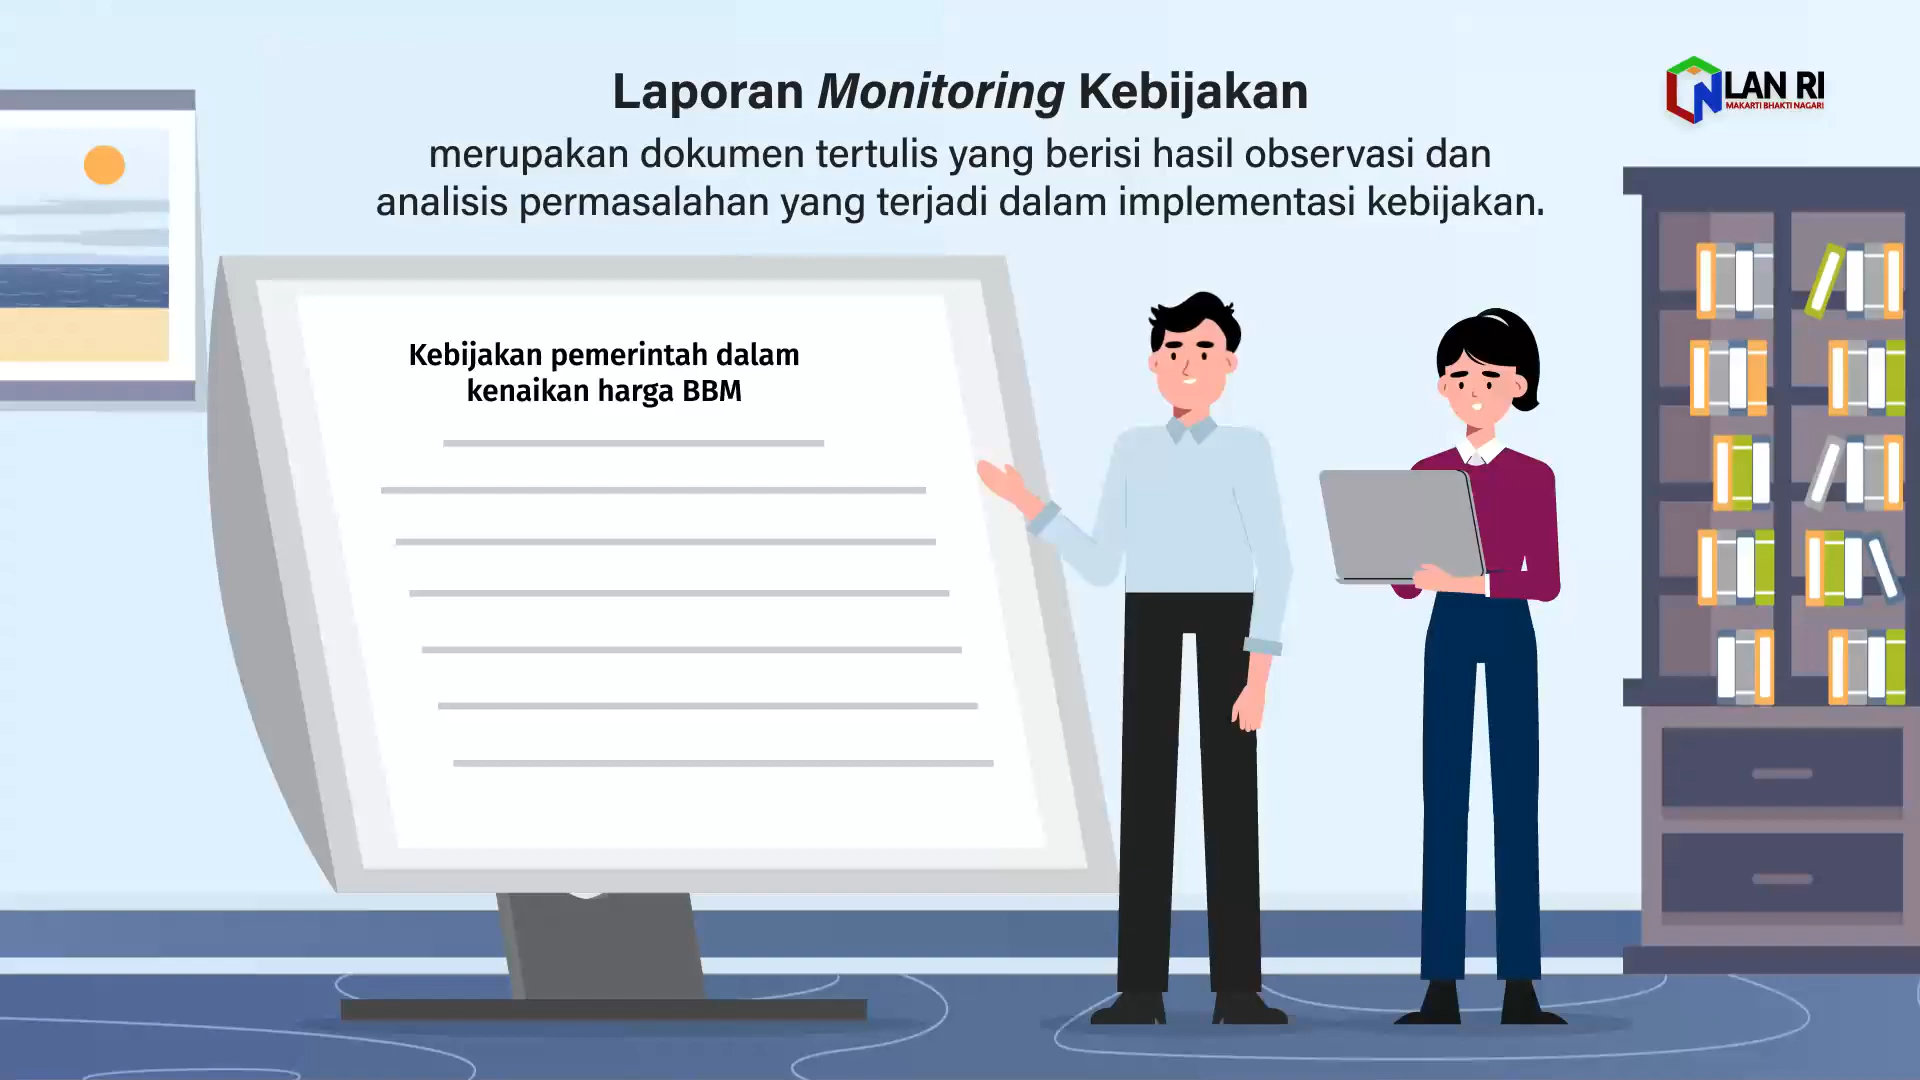 Laporan Monitoring Kebijakan
merupakan dokumen tertulis yang berisi hasil observasi dan
analisis permasalahan yang terjadi dalam implementasi kebijakan.
LAN RI
MAKARTI BHAKTI NAGARI
Kebijakan pemerintah dalam
kenaikan harga BBM